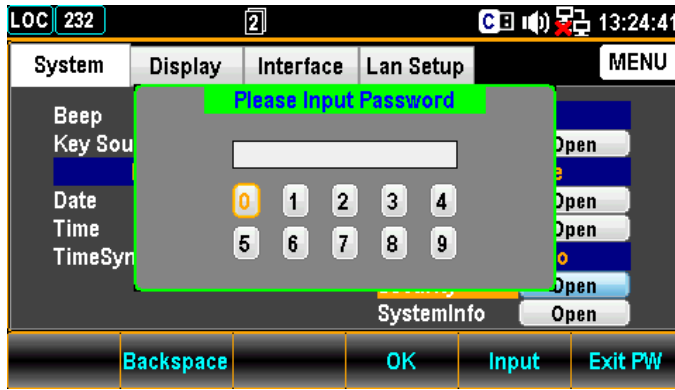 LOC 232 2 C 13:24:41
System Display Interface Lan Setup MENU
Please Input Password
Beep
Key Sou Open
Date Open
Time Open
TimeSyn
0 1 2 3 4
5 6 7 8 9
Security Open
SystemInfo Open
Backspace OK Input Exit PW